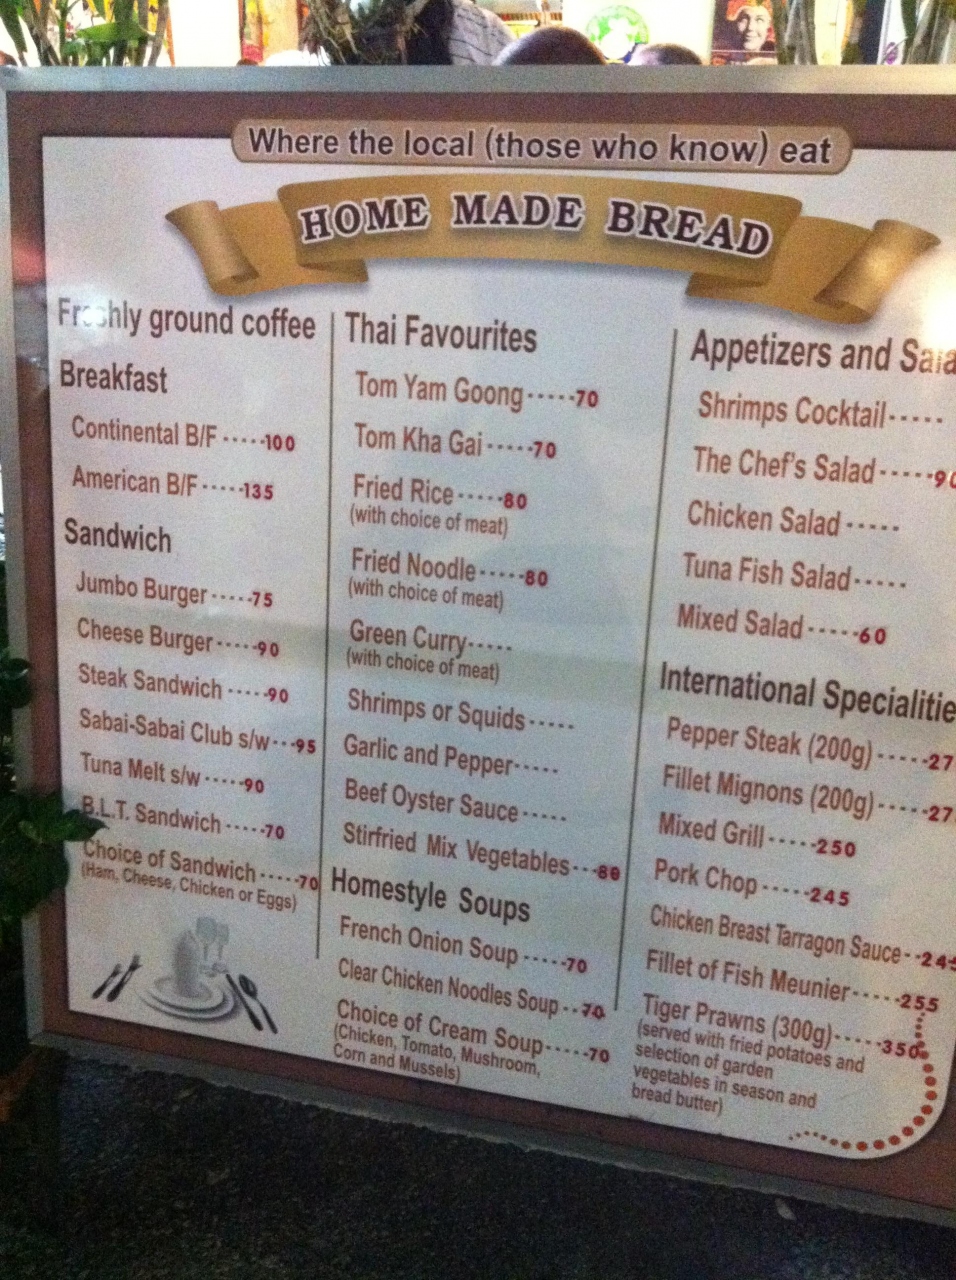 Where the local (those who know) eat
HOME MADE BREAD
Freshly ground coffee
Breakfast
Continental B/F -----100
American B/F -----135
Sandwich
Jumbo Burger -----75
Cheese Burger -----90
Steak Sandwich -----90
Sabai-Sabai Club s/w---95
Tuna Melt s/w -----90
B.L.T. Sandwich -----70
Choice of Sandwich -----70
(Ham, Cheese, Chicken or Eggs)
Thai Favourites
Tom Yam Goong -----70
Tom Kha Gai -----70
Fried Rice -----80
(with choice of meat)
Fried Noodle -----80
(with choice of meat)
Green Curry-----
(with choice of meat)
Shrimps or Squids -----
Garlic and Pepper-----
Beef Oyster Sauce -----
Stirfried Mix Vegetables---80
Homestyle Soups
French Onion Soup -----70
Clear Chicken Noodles Soup --70
Choice of Cream Soup-----70
(Chicken, Tomato, Mushroom,
Corn and Mussels)
Appetizers and Sala
Shrimps Cocktail-----
The Chef's Salad -----90
Chicken Salad -----
Tuna Fish Salad-----
Mixed Salad -----60
International Specialitie
Pepper Steak (200g) -----27
Fillet Mignons (200g)-----27
Mixed Grill -----250
Pork Chop -----245
Chicken Breast Tarragon Sauce--245
Fillet of Fish Meunier-----255
Tiger Prawns (300g)-----350
(served with fried potatoes and
selection of garden
vegetables in season and
bread butter)